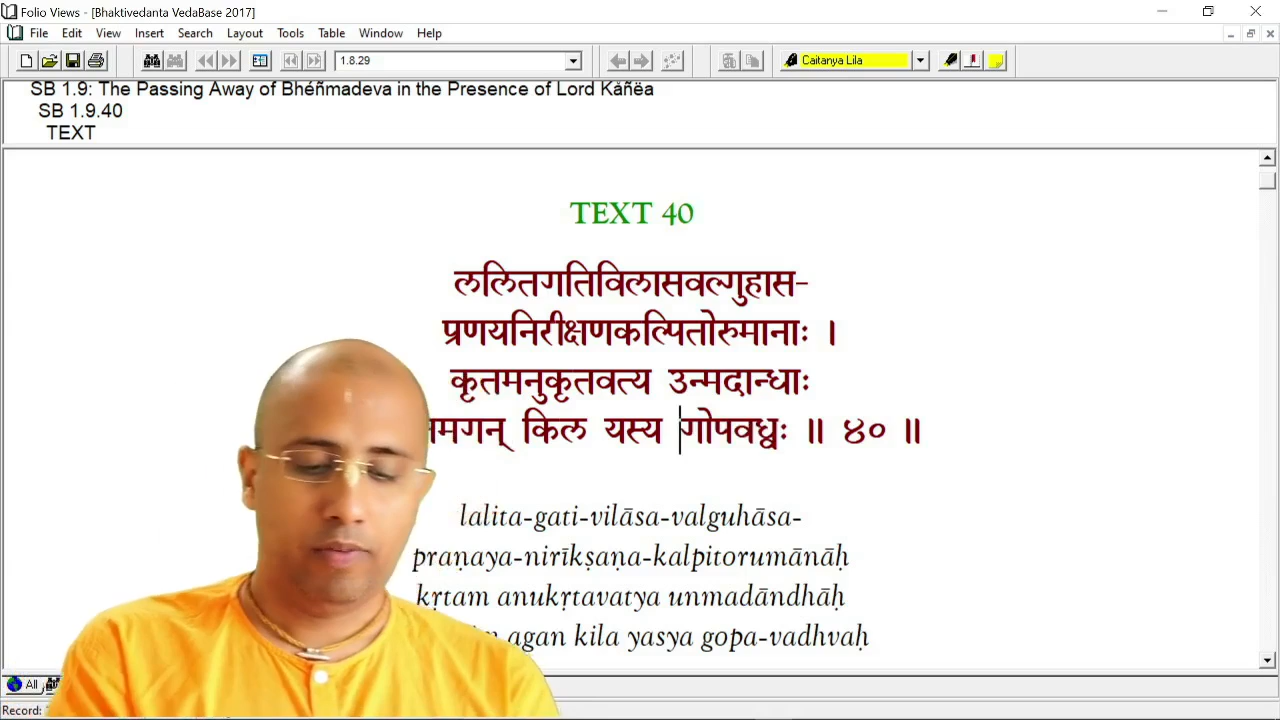 Folio Views - [Bhaktivedanta VedaBase 2017]
File Edit View Insert Search Layout Tools Table Window Help
1.8.29 Caitanya Lila
SB 1.9: The Passing Away of Bhéñmadeva in the Presence of Lord Kåñëa
SB 1.9.40
TEXT
TEXT 40
ललितगतिविलासवल्गुहास-
प्रणयनिरीक्षणकल्पितोरुमानाः ।
कृतमनुकृतवत्य उन्मदान्धाः
मगन् किल यस्य गोपवध्वः ॥ ४० ॥
lalita-gati-vilāsa-valguhāsa-
praṇaya-nirīkṣaṇa-kalpitorumānāḥ
kṛtam anukṛtavatya unmadāndhāḥ
agan kila yasya gopa-vadhvaḥ
All
Record: